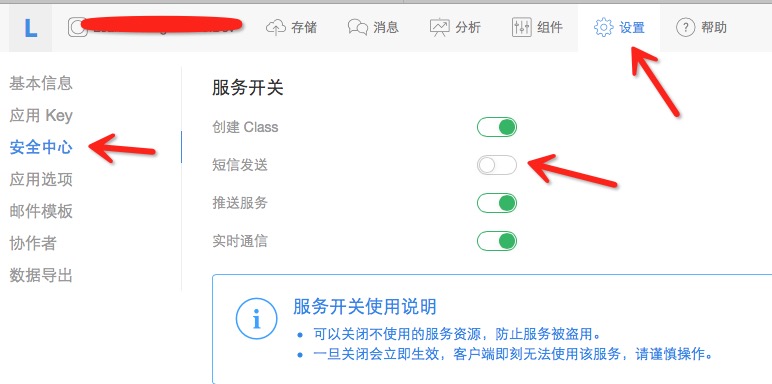 L 存储 消息 分析 组件 设置 ? 帮助
基本信息
应用 Key
安全中心
应用选项
邮件模板
协作者
数据导出
服务开关
创建 Class
短信发送
推送服务
实时通信
i 服务开关使用说明
• 可以关闭不使用的服务资源，防止服务被盗用。
• 一旦关闭会立即生效，客户端即刻无法使用该服务，请谨慎操作。